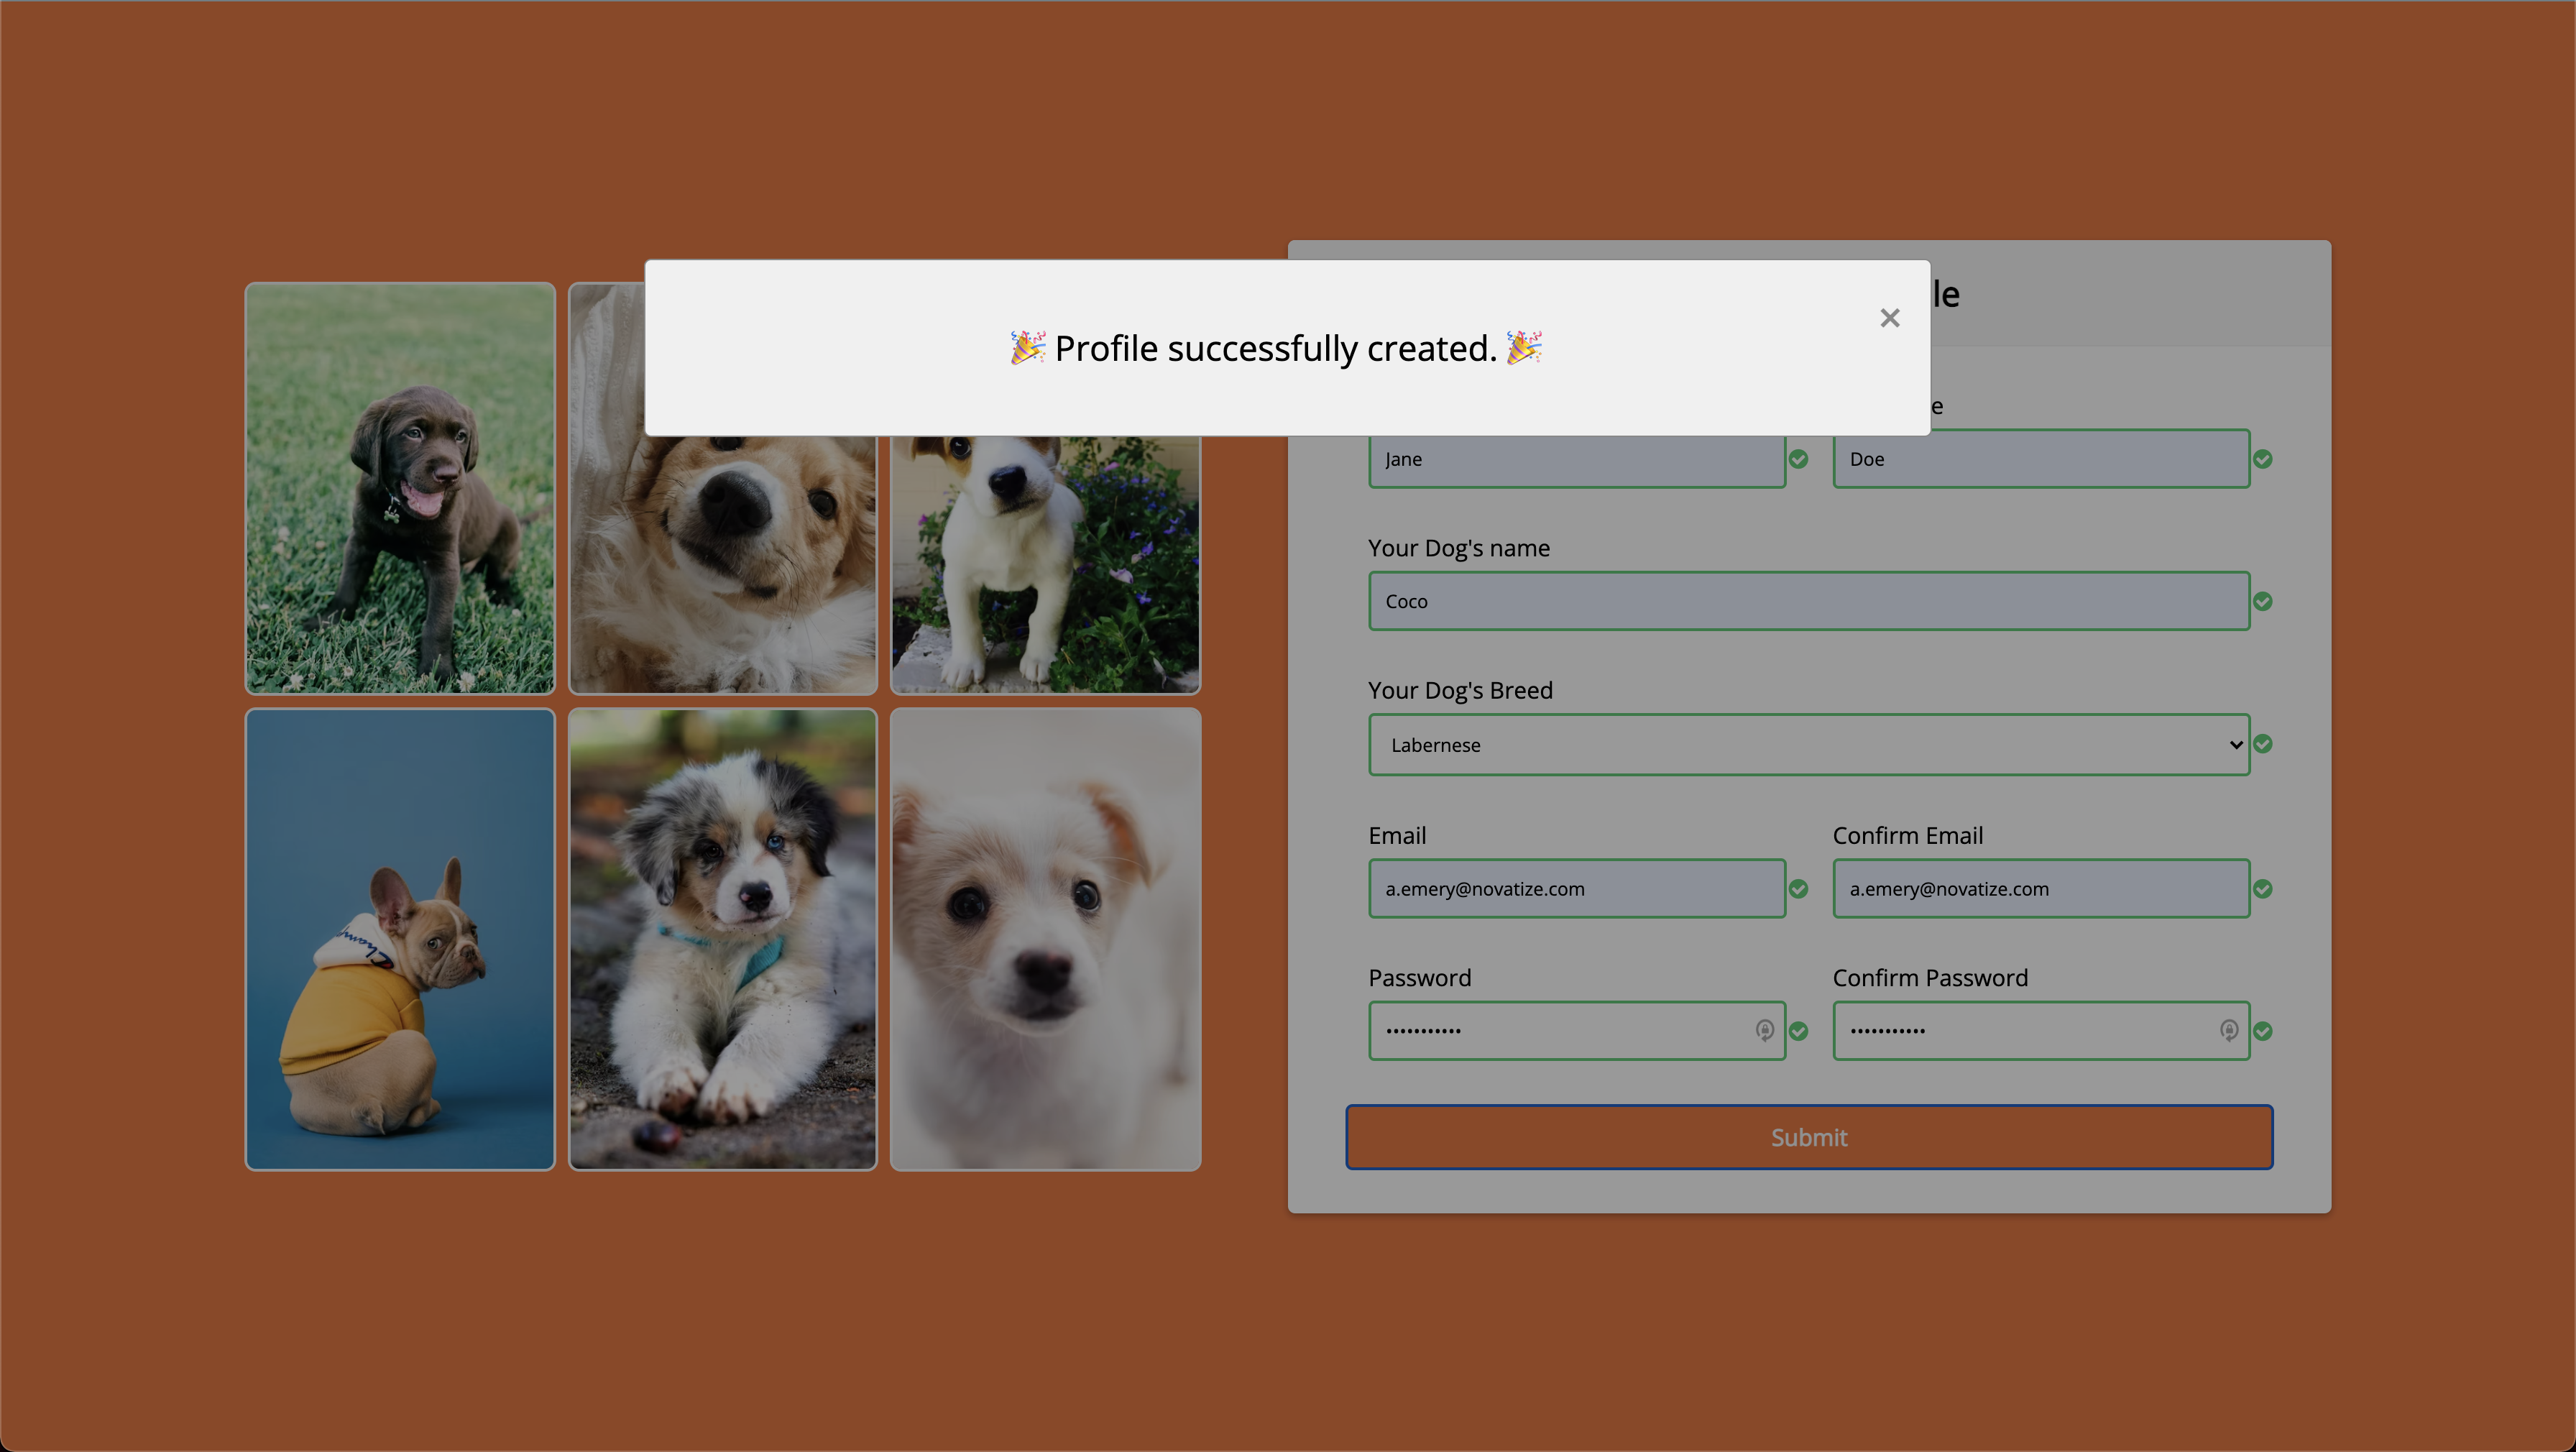 🎉 Profile successfully created. 🎉
×
le
e
Jane
Doe
Your Dog's name
Coco
Your Dog's Breed
Labernese
Email
Confirm Email
a.emery@novatize.com
a.emery@novatize.com
Password
Confirm Password
•••••••••••
•••••••••••
Submit
Champ